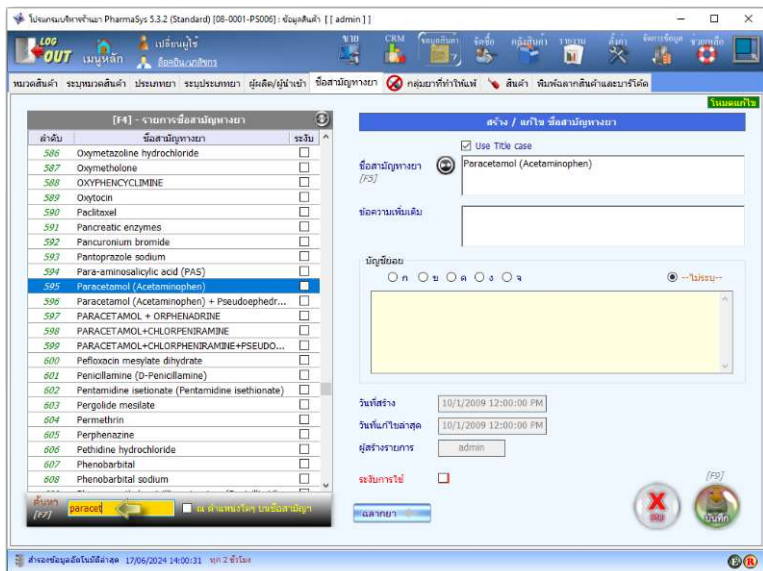 โปรแกรมบริหารร้านยา PharmaSys 5.3.2 (Standard) [08-0001-PS006] : ข้อมูลสินค้า [ [ admin ] ]
LOG OUT
เมนูหลัก
เปลี่ยนผู้ใช้
ล็อคอินเภสัชกร
ขาย CRM ข้อมูลสินค้า จัดซื้อ คลังสินค้า รายงาน ตั้งค่า จัดการข้อมูล ช่วยเหลือ
หมวดสินค้า ระบุหมวดสินค้า ประเภทยา ระบุประเภทยา ผู้ผลิต/ผู้นำเข้า ชื่อสามัญทางยา กลุ่มยาที่ทำให้แพ้ สินค้า พิมพ์ฉลากสินค้าและบาร์โค้ด
โหมดแก้ไข
[F4] - รายการชื่อสามัญทางยา
ลำดับ ชื่อสามัญทางยา ระงับ
586 Oxymetazoline hydrochloride
587 Oxymetholone
588 OXYPHENCYCLIMINE
589 Oxytocin
590 Paclitaxel
591 Pancreatic enzymes
592 Pancuronium bromide
593 Pantoprazole sodium
594 Para-aminosalicylic acid (PAS)
595 Paracetamol (Acetaminophen)
596 Paracetamol (Acetaminophen) + Pseudoephedr...
597 PARACETAMOL + ORPHENADRINE
598 PARACETAMOL+CHLORPENIRAMINE
599 PARACETAMOL+CHLORPHENIRAMINE+PSEUDO...
600 Pefloxacin mesylate dihydrate
601 Penicillamine (D-Penicillamine)
602 Pentamidine isetionate (Pentamidine isethionate)
603 Pergolide mesilate
604 Permethrin
605 Perphenazine
606 Pethidine hydrochloride
607 Phenobarbital
608 Phenobarbital sodium
ค้นหา
[F7]
paracet
ณ ตำแหน่งใดๆ บนชื่อสามัญฯ
สร้าง / แก้ไข ชื่อสามัญทางยา
Use Title case
ชื่อสามัญทางยา
[F5]
Paracetamol (Acetaminophen)
ข้อความเพิ่มเติม
บัญชีย่อย
ก ข ค ง จ --ไม่ระบุ--
วันที่สร้าง 10/1/2009 12:00:00 PM
วันที่แก้ไขล่าสุด 10/1/2009 12:00:00 PM
ผู้สร้างรายการ admin
ระงับการใช้
ฉลากยา
[F9]
บันทึก
สำรองข้อมูลอัตโนมัติล่าสุด 17/06/2024 14:00:31 ทุก 2 ชั่วโมง